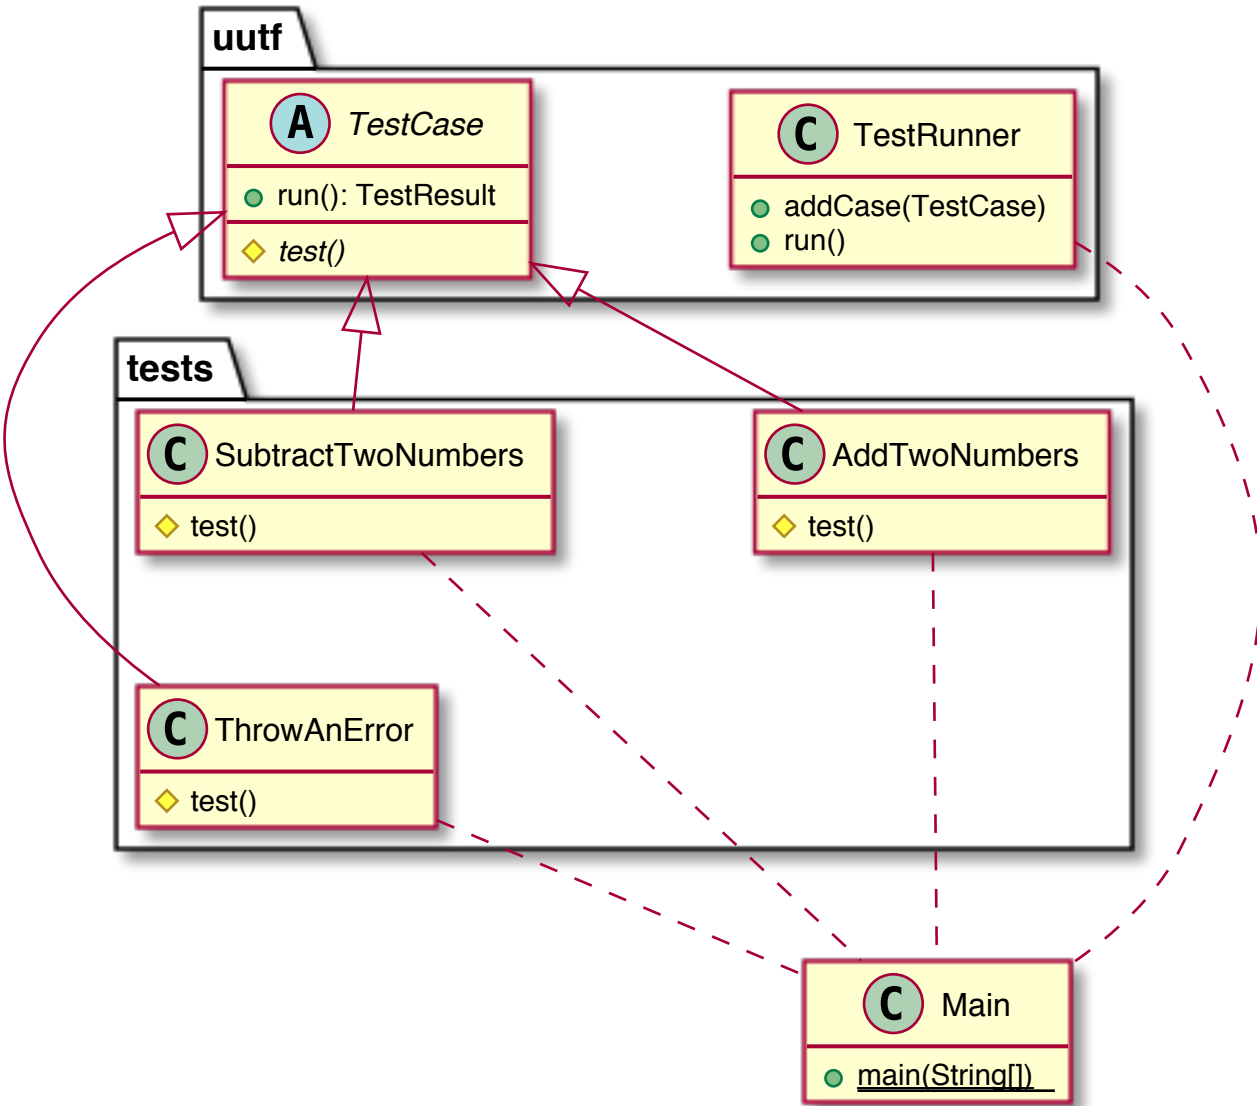 uutf
A TestCase
run(): TestResult
test()
C TestRunner
addCase(TestCase)
run()
tests
C SubtractTwoNumbers
test()
C AddTwoNumbers
test()
C ThrowAnError
test()
C Main
main(String[])